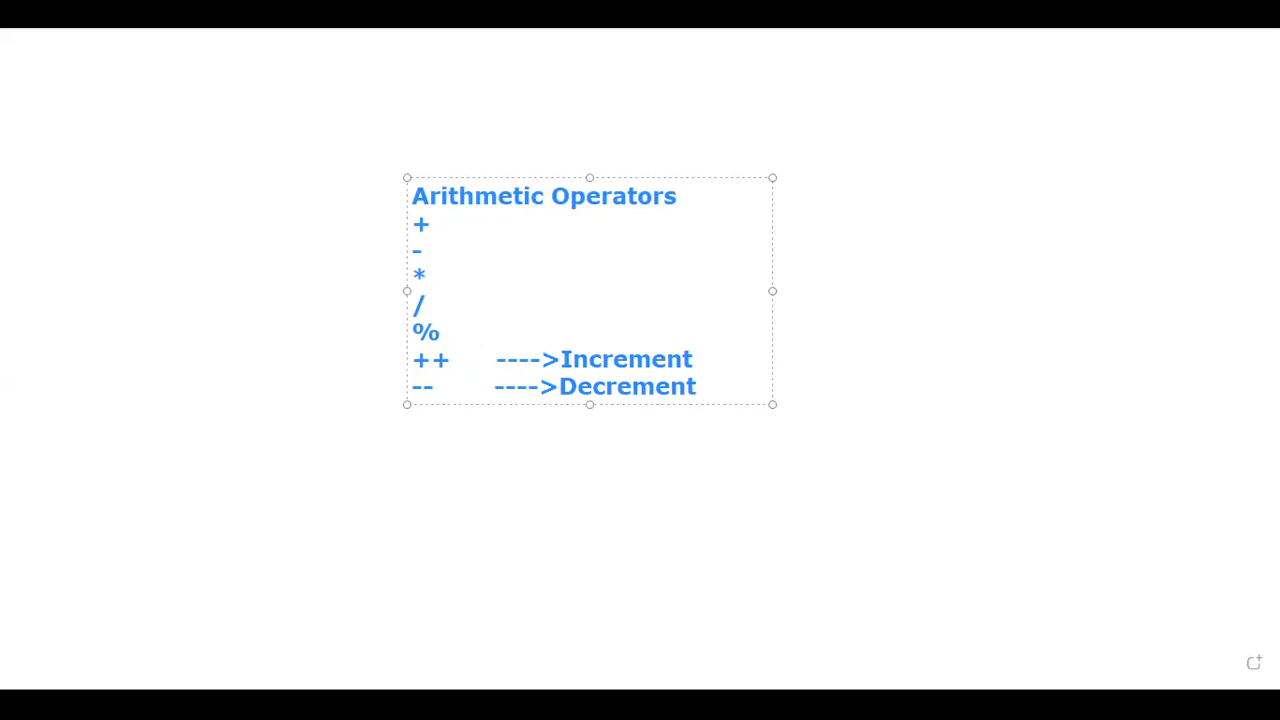 Arithmetic Operators
+
-
*
/
%
++ ---->Increment
-- ---->Decrement